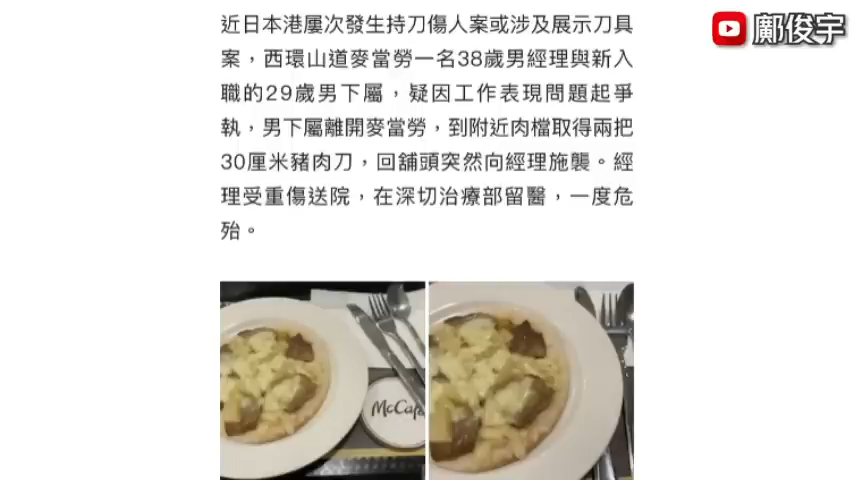 鄺俊宇
近日本港屢次發生持刀傷人案或涉及展示刀具
案，西環山道麥當勞一名38歲男經理與新入
職的29歲男下屬，疑因工作表現問題起爭
執，男下屬離開麥當勞，到附近肉檔取得兩把
30厘米豬肉刀，回舖頭突然向經理施襲。經
理受重傷送院，在深切治療部留醫，一度危
殆。
McCafé